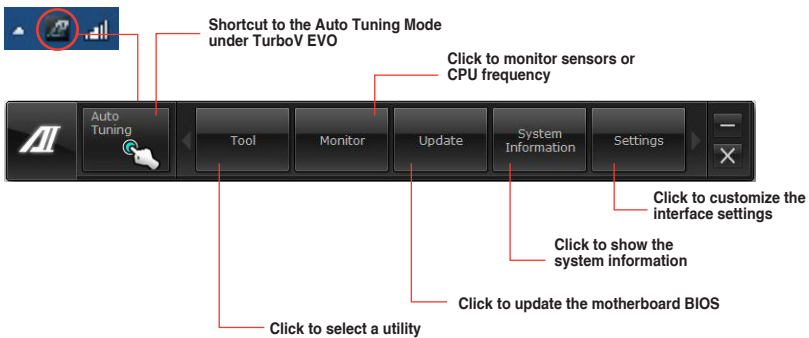 Shortcut to the Auto Tuning Mode
under TurboV EVO
Click to monitor sensors or
CPU frequency
Auto
Tuning
Tool
Monitor
Update
System
Information
Settings
Click to customize the
interface settings
Click to show the
system information
Click to update the motherboard BIOS
Click to select a utility